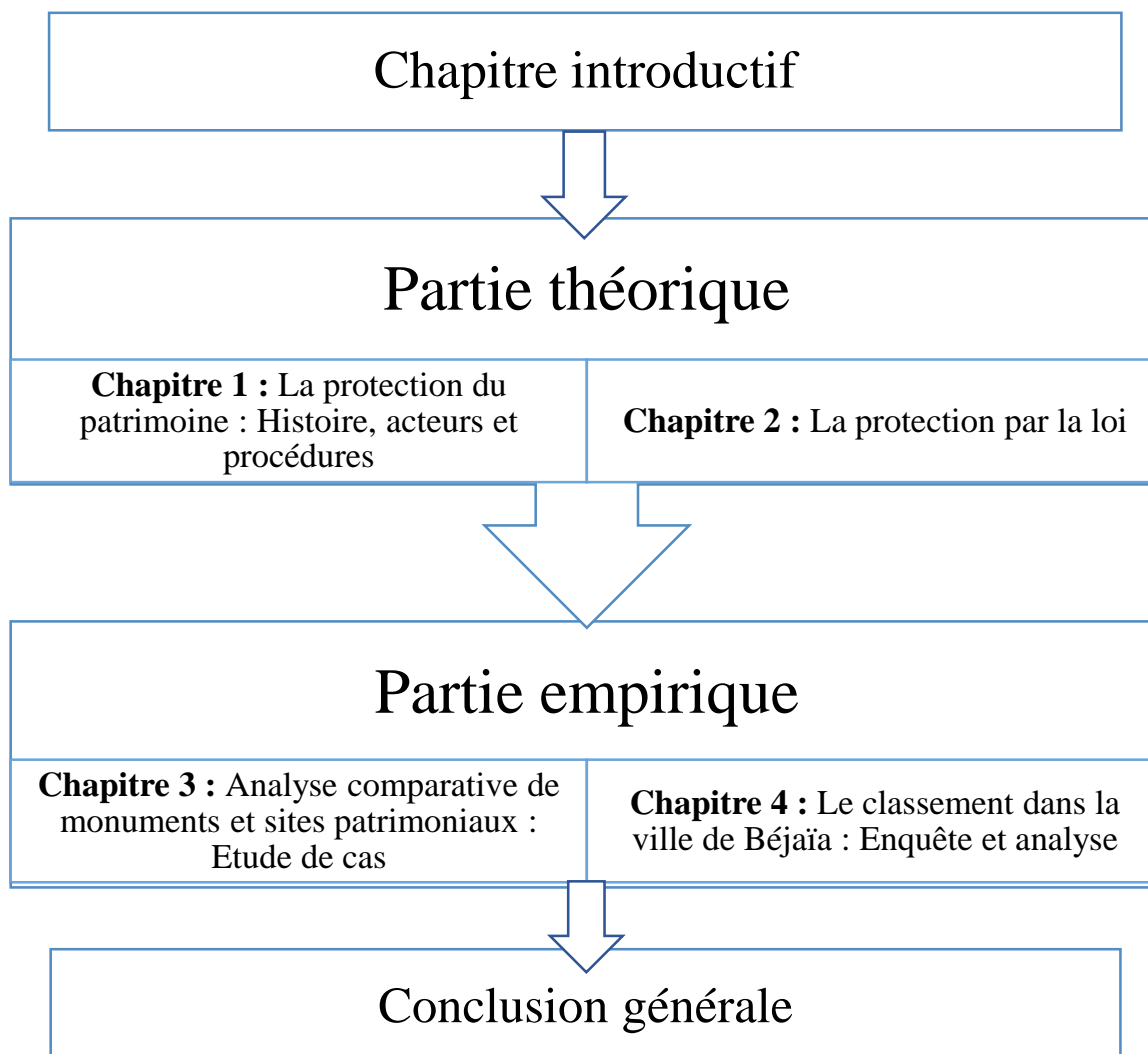 Chapitre introductif
Partie théorique
Chapitre 1 : La protection du
patrimoine : Histoire, acteurs et
procédures
Chapitre 2 : La protection par la loi
Partie empirique
Chapitre 3 : Analyse comparative de
monuments et sites patrimoniaux :
Etude de cas
Chapitre 4 : Le classement dans la
ville de Béjaïa : Enquête et analyse
Conclusion générale